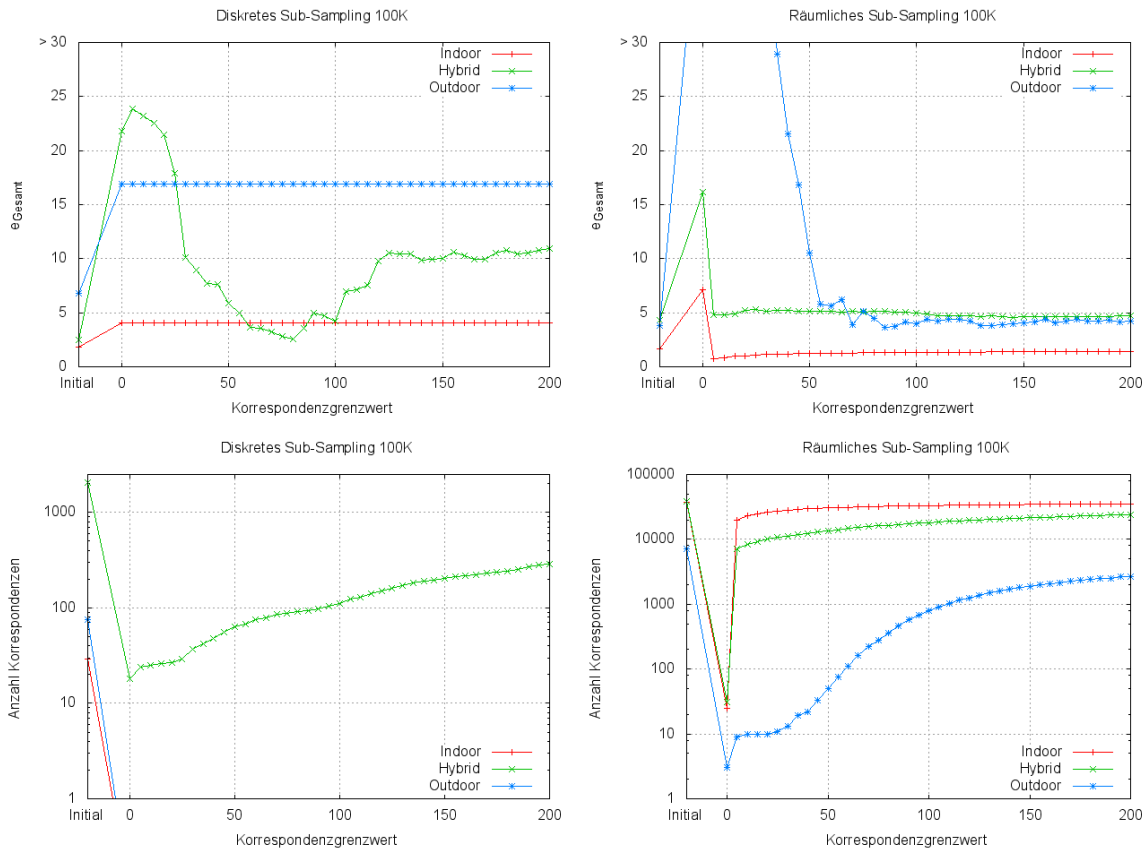 Diskretes Sub-Sampling 100K
> 30
25
20
15
10
5
0
eGesamt
Indoor
Hybrid
Outdoor
Initial 0 50 100 150 200
Korrespondenzgrenzwert
Räumliches Sub-Sampling 100K
> 30
25
20
15
10
5
0
eGesamt
Indoor
Hybrid
Outdoor
Initial 0 50 100 150 200
Korrespondenzgrenzwert
Diskretes Sub-Sampling 100K
1000
100
10
1
Anzahl Korrespondenzen
Indoor
Hybrid
Outdoor
Initial 0 50 100 150 200
Korrespondenzgrenzwert
Räumliches Sub-Sampling 100K
100000
10000
1000
100
10
1
Anzahl Korrespondenzen
Indoor
Hybrid
Outdoor
Initial 0 50 100 150 200
Korrespondenzgrenzwert